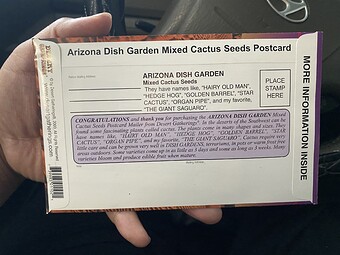 Arizona Dish Garden Mixed Cactus Seeds Postcard
ARIZONA DISH GARDEN
Mixed Cactus Seeds
They have names like, "HAIRY OLD MAN",
"HEDGE HOG", "GOLDEN BARREL", "STAR
CACTUS", "ORGAN PIPE", and my favorite,
"THE GIANT SAGUARO".
PLACE
STAMP
HERE
MORE INFORMATION INSIDE
CONGRATULATIONS and thank you for purchasing the ARIZONA DISH GARDEN Mixed
Cactus Seeds Postcard Mailer from Desert Gatherings. In the deserts of the Southwest can be
found some fascinating plants called cactus. The plants come in many shapes and sizes. They
have names like, "HAIRY OLD MAN", "HEDGE HOG", "GOLDEN BARREL", "STAR
CACTUS", "ORGAN PIPE", and my favorite, "THE GIANT SAGUARO". Cactus require very
little care and can be grown very well in DISH GARDENS, terrariums, in pots or warm frost free
areas outdoors. Some varieties come up in as little as 3 days and some as long as 3 weeks. Many
varieties bloom and produce edible fruit when mature.